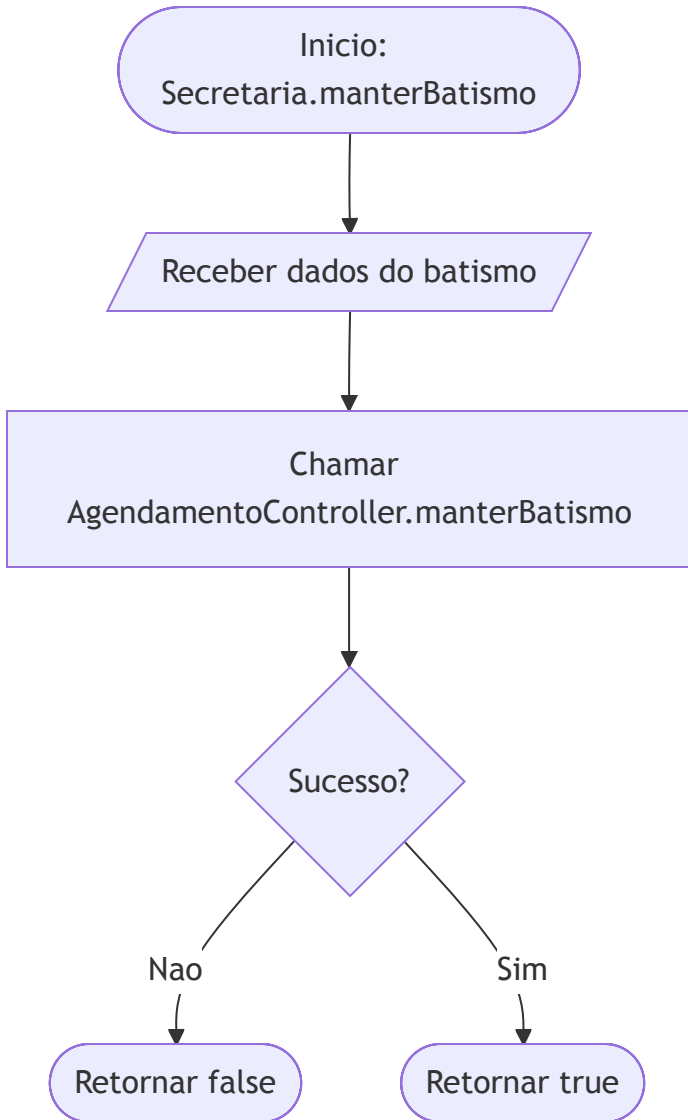 Inicio:
Secretaria.manterBatismo
Receber dados do batismo
Chamar
AgendamentoController.manterBatismo
Sucesso?
Nao
Sim
Retornar false
Retornar true